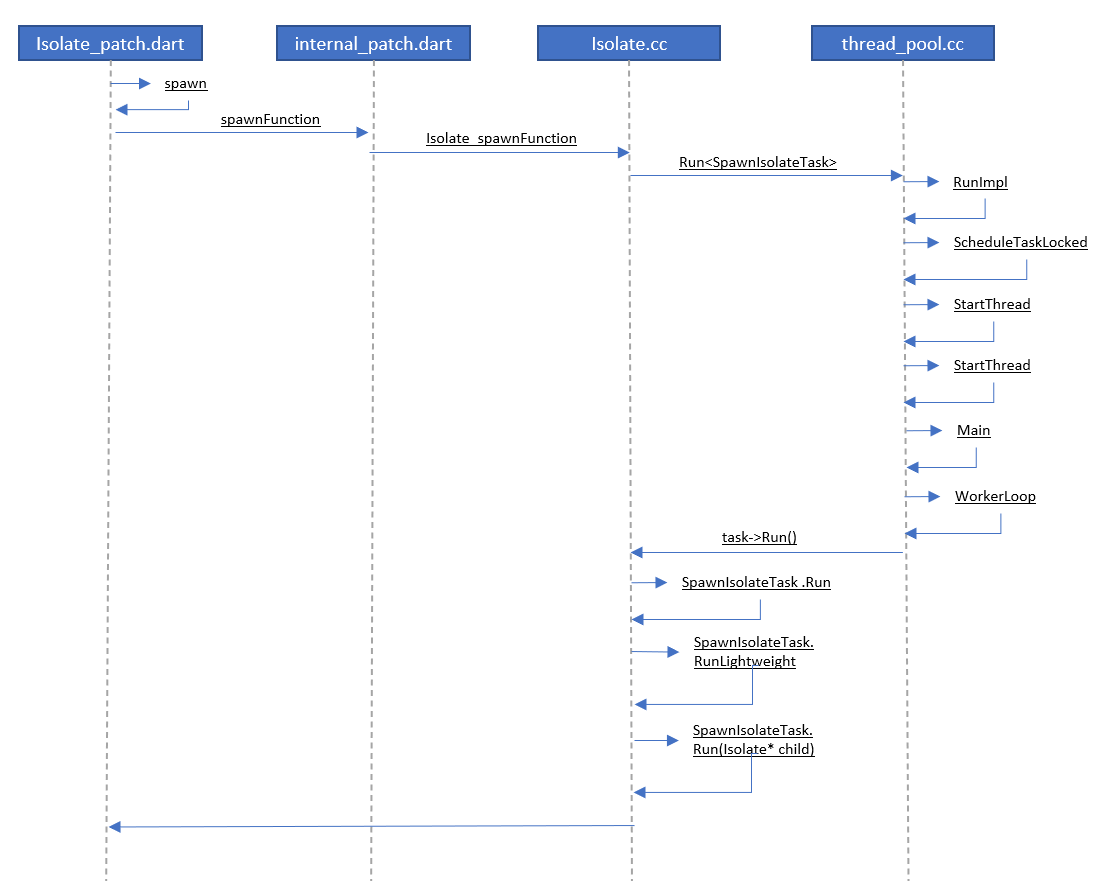 Isolate_patch.dart
internal_patch.dart
Isolate.cc
thread_pool.cc
spawn
spawnFunction
Isolate_spawnFunction
Run<SpawnIsolateTask>
RunImpl
ScheduleTaskLocked
StartThread
StartThread
Main
WorkerLoop
task->Run()
SpawnIsolateTask .Run
SpawnIsolateTask.
RunLightweight
SpawnIsolateTask.
Run(Isolate* child)